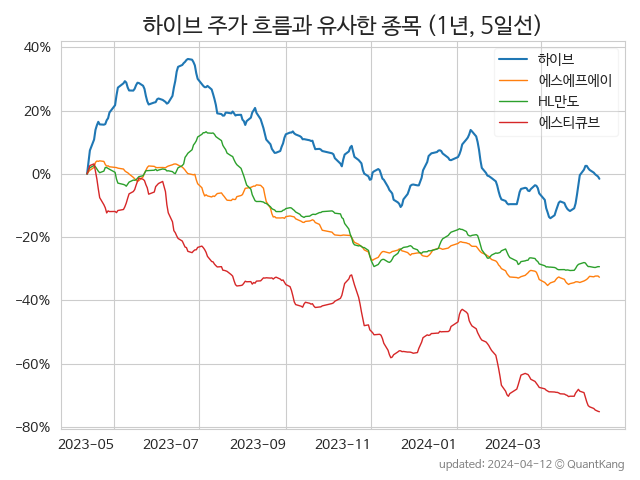 하이브 주가 흐름과 유사한 종목 (1년, 5일선)
40%
20%
0%
−20%
−40%
−60%
−80%
하이브
에스에프에이
HL만도
에스티큐브
2023-05
2023-07
2023-09
2023-11
2024-01
2024-03
updated: 2024-04-12 © QuantKang